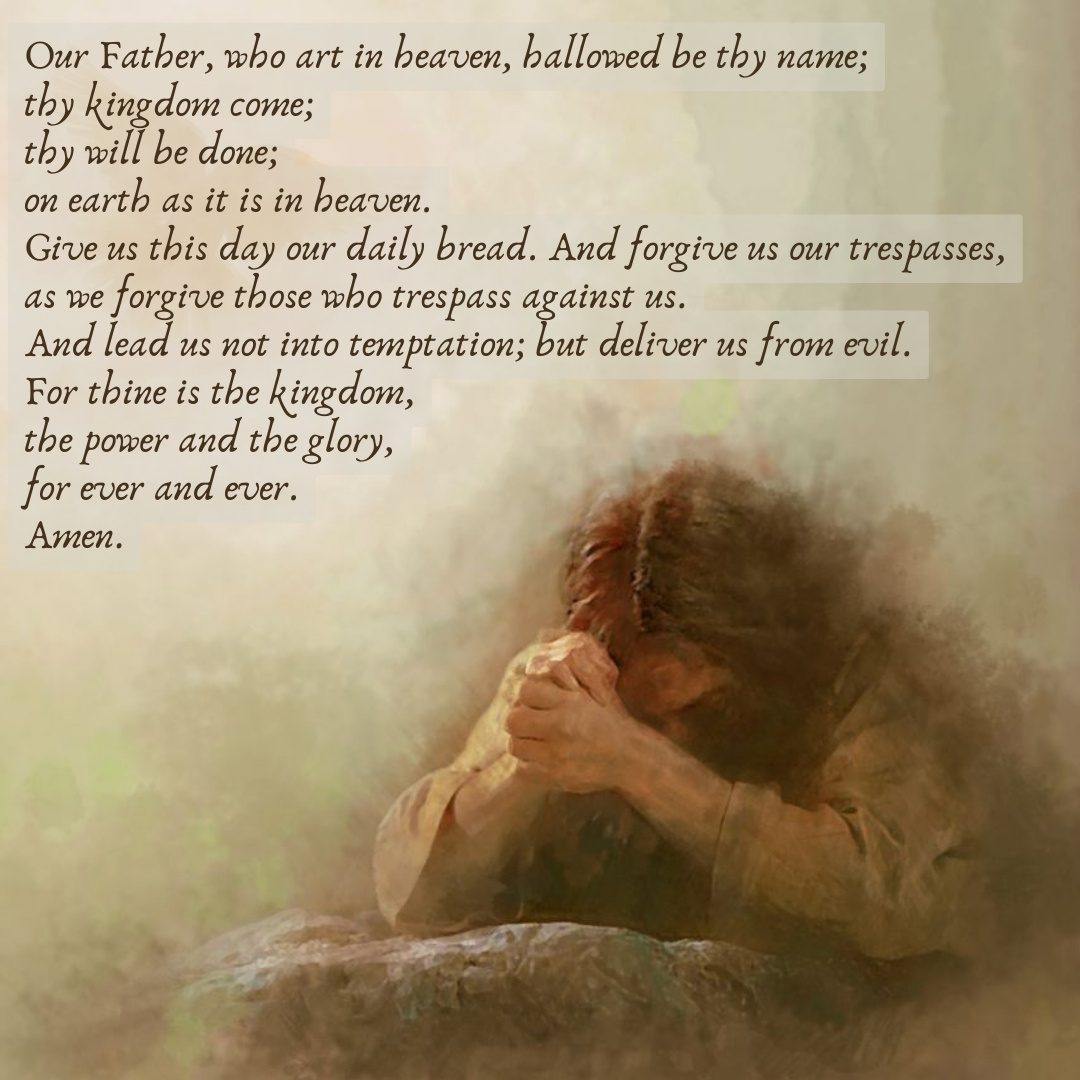 Our Father, who art in heaven, hallowed be thy name;
thy kingdom come;
thy will be done;
on earth as it is in heaven.
Give us this day our daily bread. And forgive us our trespasses,
as we forgive those who trespass against us.
And lead us not into temptation; but deliver us from evil.
For thine is the kingdom,
the power and the glory,
for ever and ever.
Amen.